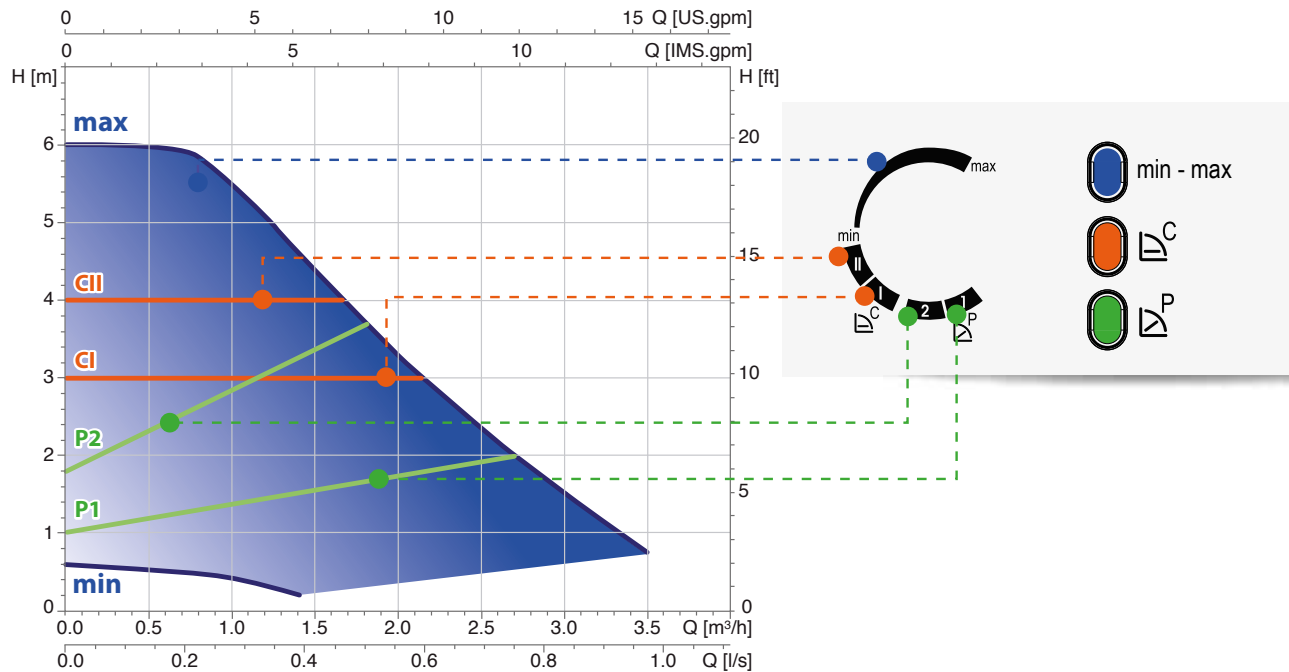 0 5 10 15 Q [US.gpm]
0 5 10 Q [IMS.gpm]
H [m] H [ft]
max
6 20
5
15
4
CII
3
CI
10
2
P2
5
1
P1
min
0 0
0.0 0.5 1.0 1.5 2.0 2.5 3.0 3.5 Q [m³/h]
0.0 0.2 0.4 0.6 0.8 1.0 Q [l/s]
max
min
II
I
C
2
1
P
min - max
C
P